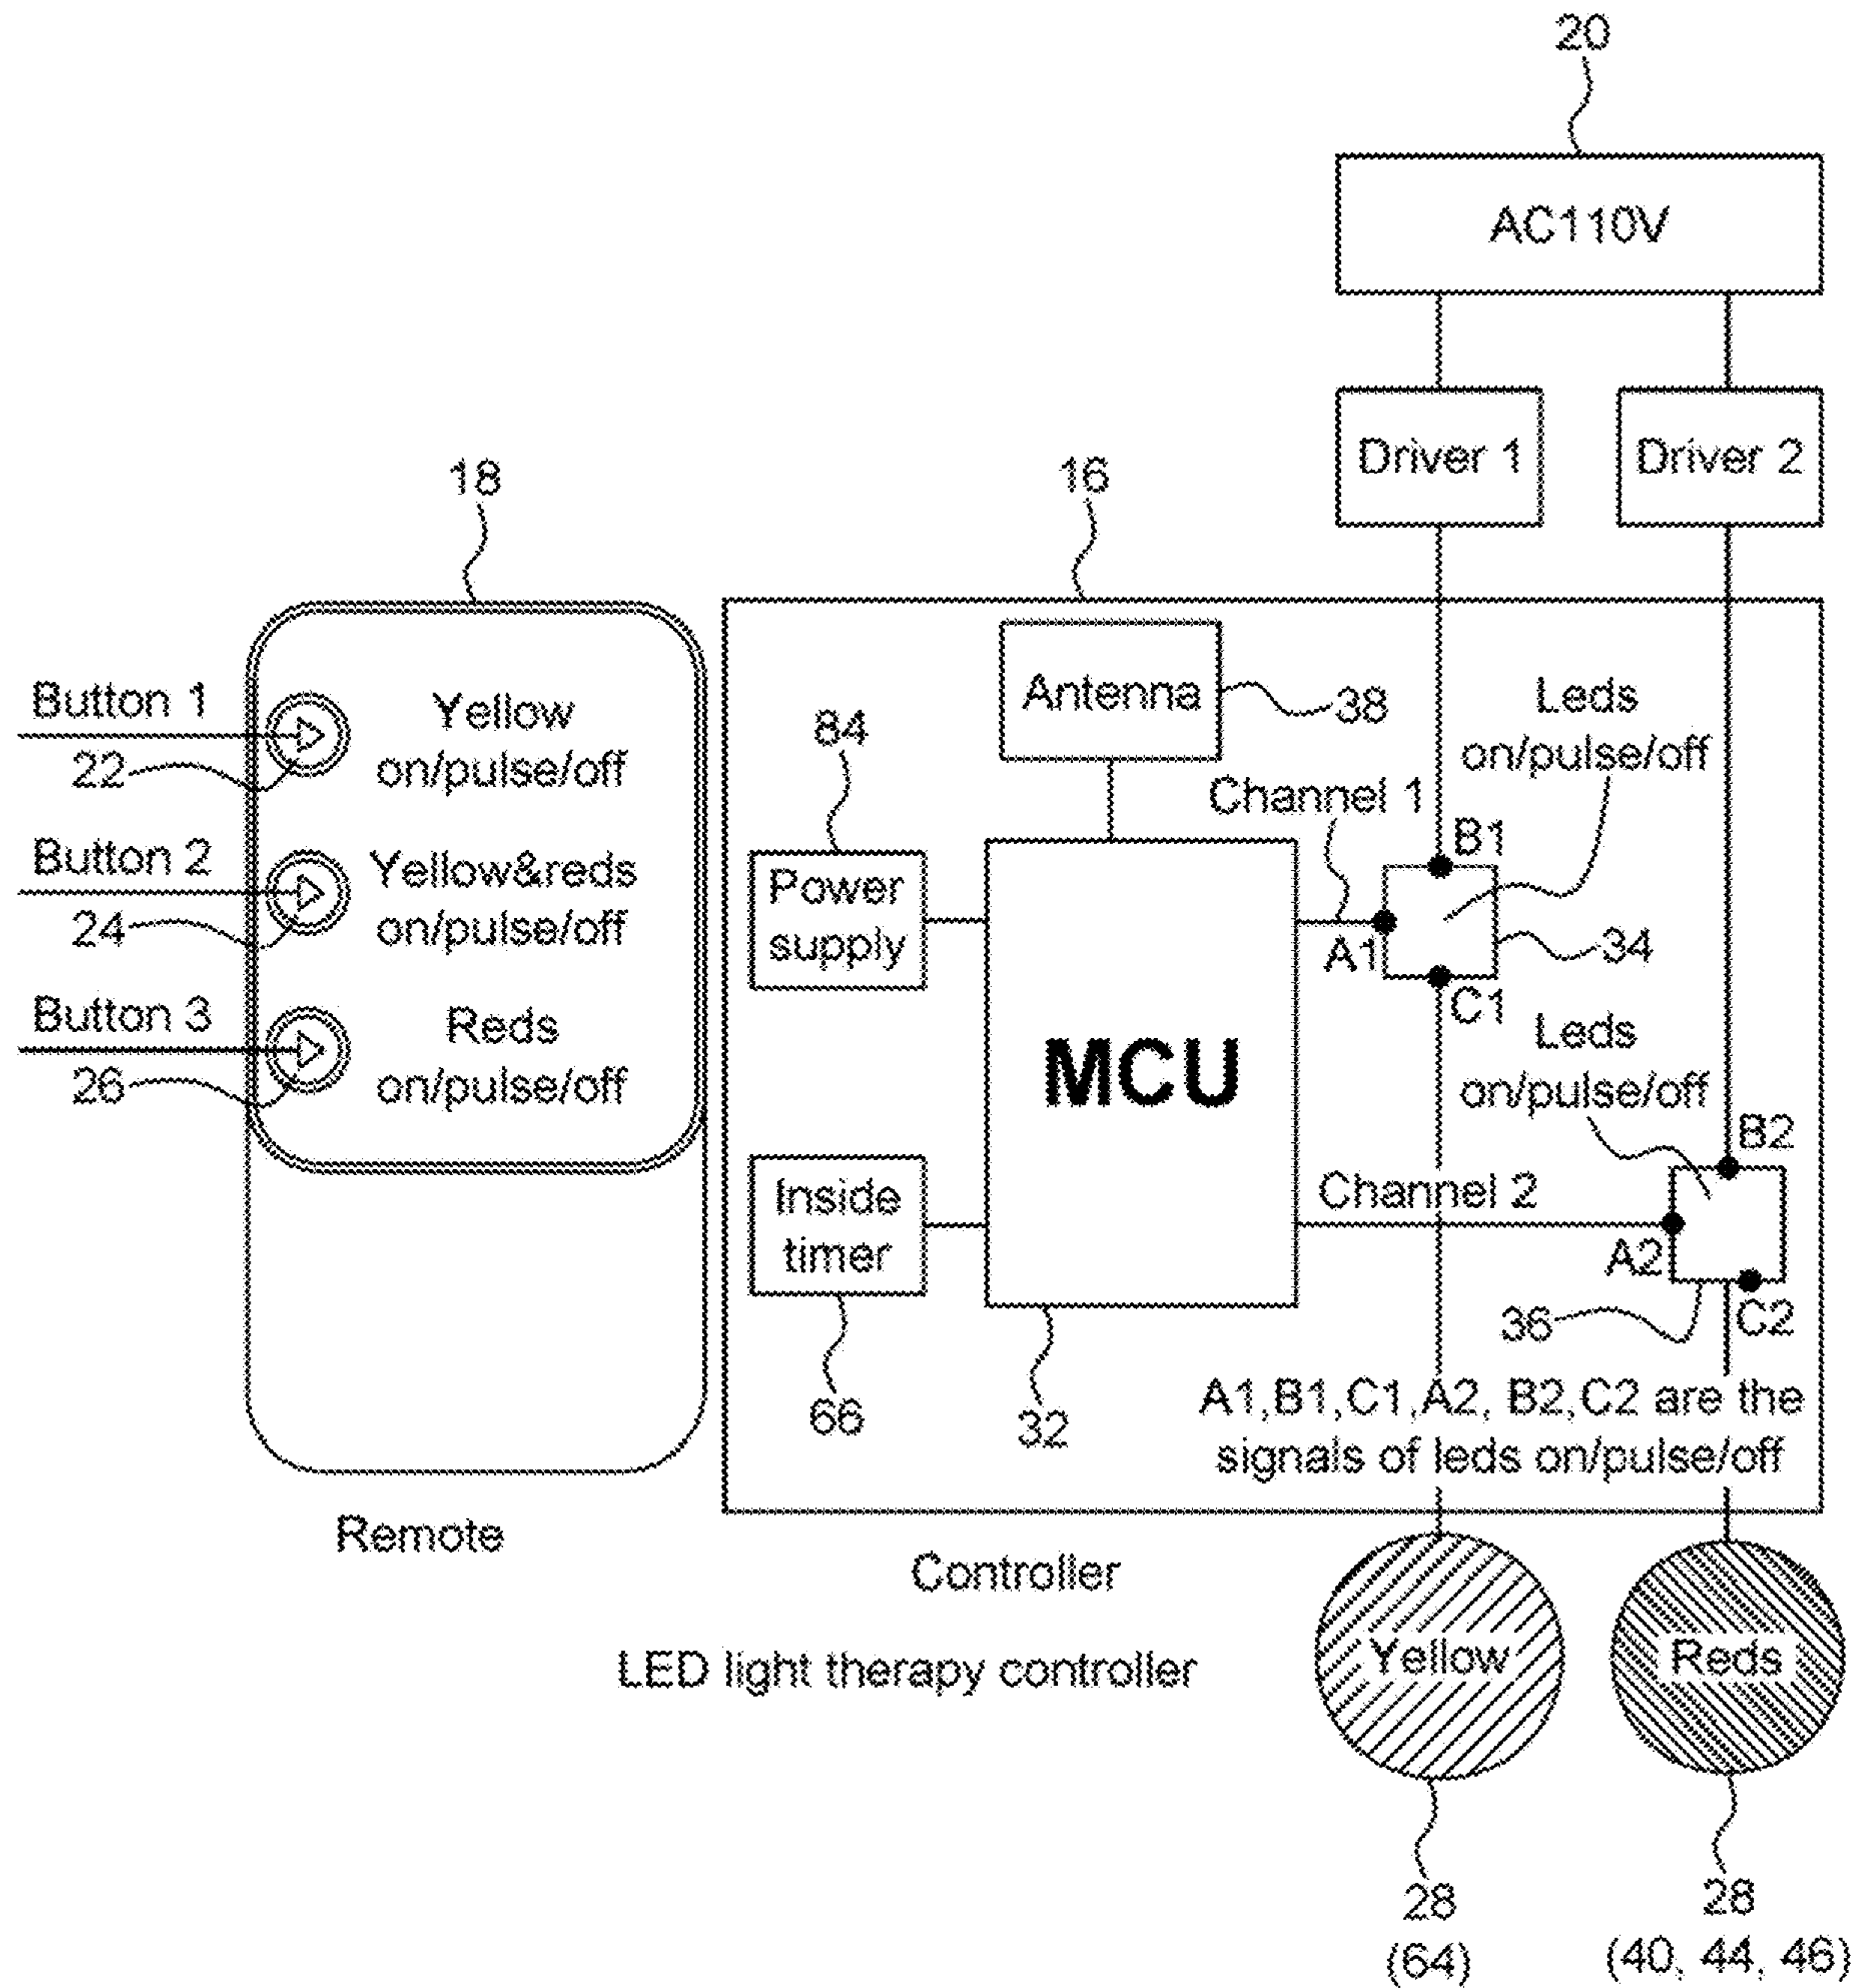 20
AC110V
Driver 1
Driver 2
18
16
Button 1
22
Yellow
on/pulse/off
Button 2
24
Yellow&reds
on/pulse/off
Button 3
26
Reds
on/pulse/off
Remote
Antenna
38
84
Power
supply
Channel 1
Leds
on/pulse/off
B1
A1
34
C1
MCU
Leds
on/pulse/off
B2
Inside
timer
Channel 2
A2
36
C2
66
32
A1,B1,C1,A2, B2,C2 are the
signals of leds on/pulse/off
Controller
LED light therapy controller
Yellow
Reds
28
(64)
28
(40, 44, 46)